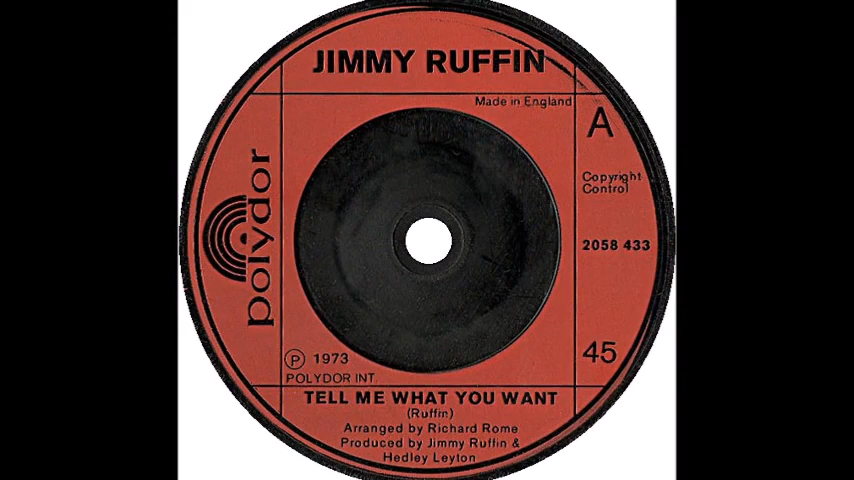 JIMMY RUFFIN
Made in England
A
Copyright
Control
polydor
2058 433
45
℗ 1973
POLYDOR INT.
TELL ME WHAT YOU WANT
(Ruffin)
Arranged by Richard Rome
Produced by Jimmy Ruffin &
Hedley Leyton